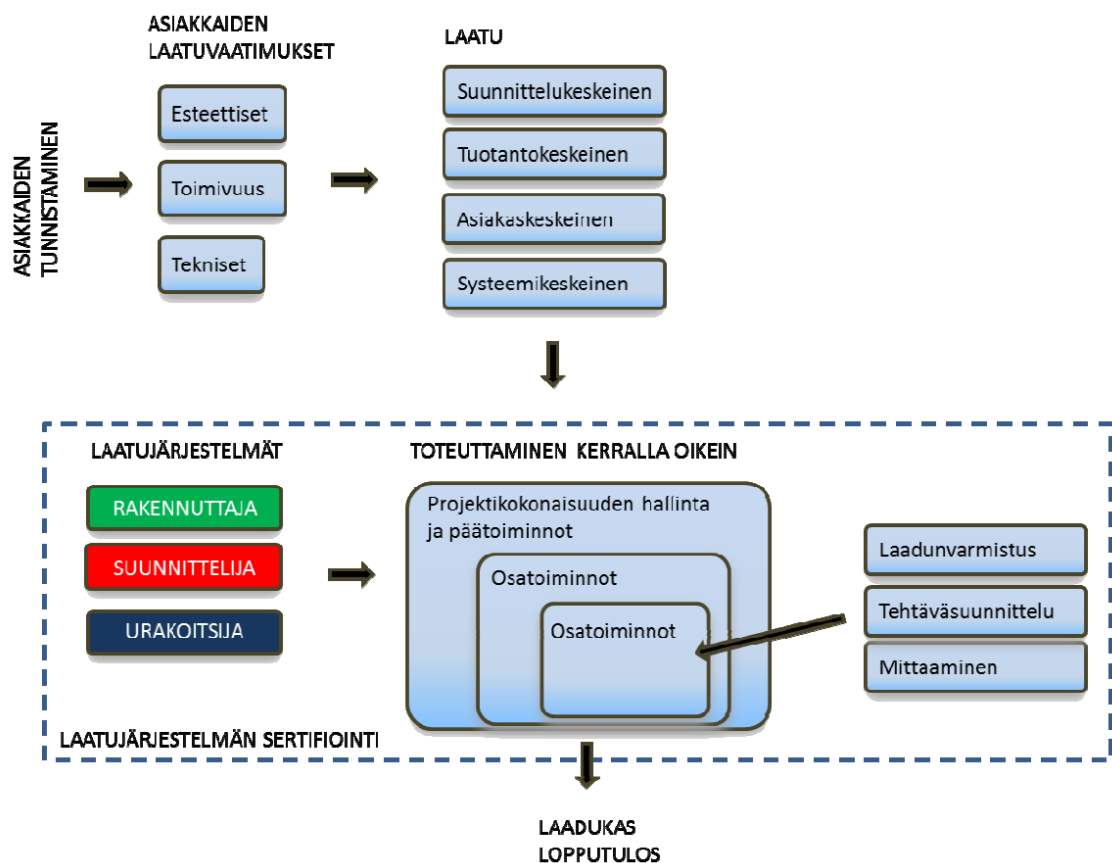 ASIAKKAIDEN
TUNNISTAMINEN
ASIAKKAIDEN
LAATUVAATIMUKSET
Esteettiset
Toimivuus
Tekniset
LAATU
Suunnittelukeskeinen
Tuotantokeskeinen
Asiakaskeskeinen
Systeemikeskeinen
LAATUJÄRJESTELMÄT
RAKENNUTTAJA
SUUNNITTELIJA
URAKOITSIJA
TOTEUTTAMINEN KERRALLA OIKEIN
Projektikokonaisuuden hallinta
ja päätoiminnot
Osatoiminnot
Osatoiminnot
Laadunvarmistus
Tehtäväsuunnittelu
Mittaaminen
LAATUJÄRJESTELMÄN SERTIFIOINTI
LAADUKAS
LOPPUTULOS